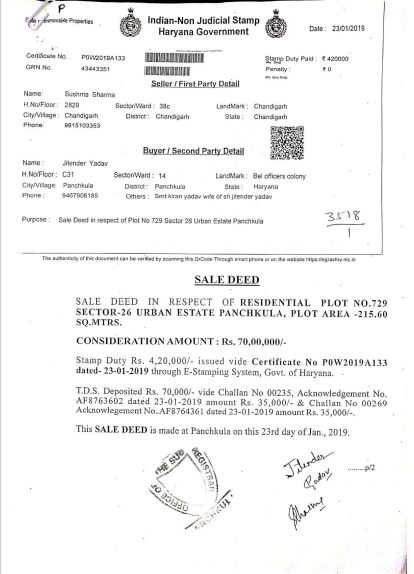 P
Indian-Non Judicial Stamp
Haryana Government
Date : 23/01/2019
Certificate No. P0W2019A133
Stamp Duty Paid : ₹ 420000
GRN No. 43443351
Penalty : ₹ 0
Seller / First Party Detail
Name: Sushma Sharma
H.No/Floor : 2829 Sector/Ward : 38c LandMark : Chandigarh
City/Village : Chandigarh District : Chandigarh State : Chandigarh
Phone: 9815103353
Buyer / Second Party Detail
Name : Jitender Yadav
H.No/Floor : C31 Sector/Ward : 14 LandMark : Bel officers colony
City/Village: Panchkula District : Panchkula State : Haryana
Phone : 9467906185 Others : Smt kiran yadav wife of sh jitender yadav
Purpose : Sale Deed in respect of Plot No 729 Sector 26 Urban Estate Panchkula
3518
1
The authenticity of this document can be verified by scanning this QrCode Through smart phone or on the website https://egrashry.nic.in
SALE DEED
SALE DEED IN RESPECT OF RESIDENTIAL PLOT NO.729
SECTOR-26 URBAN ESTATE PANCHKULA, PLOT AREA -215.60
SQ.MTRS.
CONSIDERATION AMOUNT : Rs. 70,00,000/-
Stamp Duty Rs. 4,20,000/- issued vide Certificate No P0W2019A133
dated- 23-01-2019 through E-Stamping System, Govt. of Haryana.
T.D.S. Deposited Rs. 70,000/- vide Challan No 00235, Acknowledgement No.
AF8763602 dated 23-01-2019 amount Rs. 35,000/- & Challan No 00269
Acknowlegement No. AF8764361 dated 23-01-2019 amount Rs. 35,000/-.
This SALE DEED is made at Panchkula on this 23rd day of Jan., 2019.
OFFICE OF THE SUB REGISTRAR
Jitender
Yadav
..........p/2